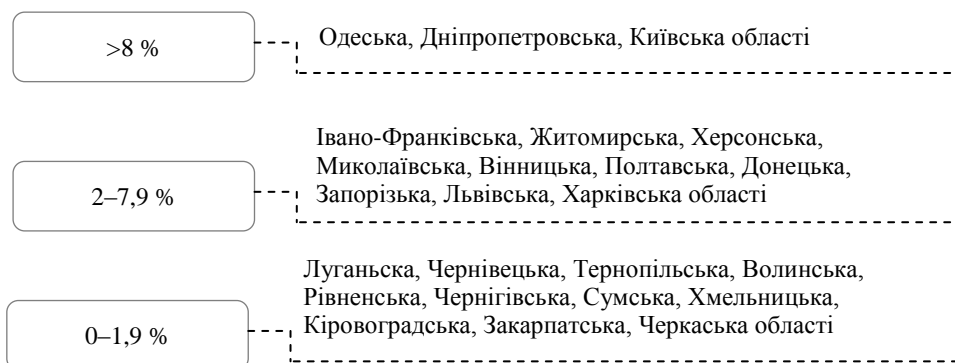 >8 %
Одеська, Дніпропетровська, Київська області
Івано-Франківська, Житомирська, Херсонська,
Миколаївська, Вінницька, Полтавська, Донецька,
Запорізька, Львівська, Харківська області
2–7,9 %
Луганьска, Чернівецька, Тернопільська, Волинська,
Рівненська, Чернігівська, Сумська, Хмельницька,
Кіровоградська, Закарпатська, Черкаська області
0–1,9 %